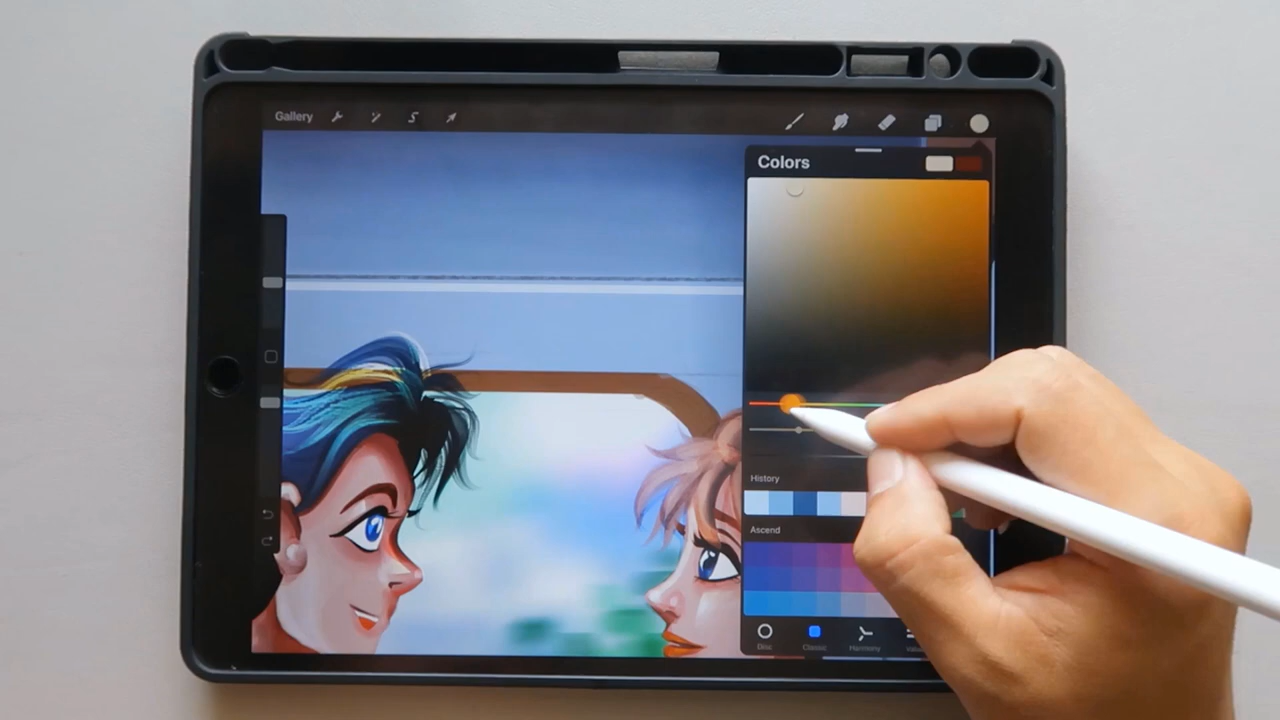 Gallery
Colors
History
Ascend
Disc
Classic
Harmony